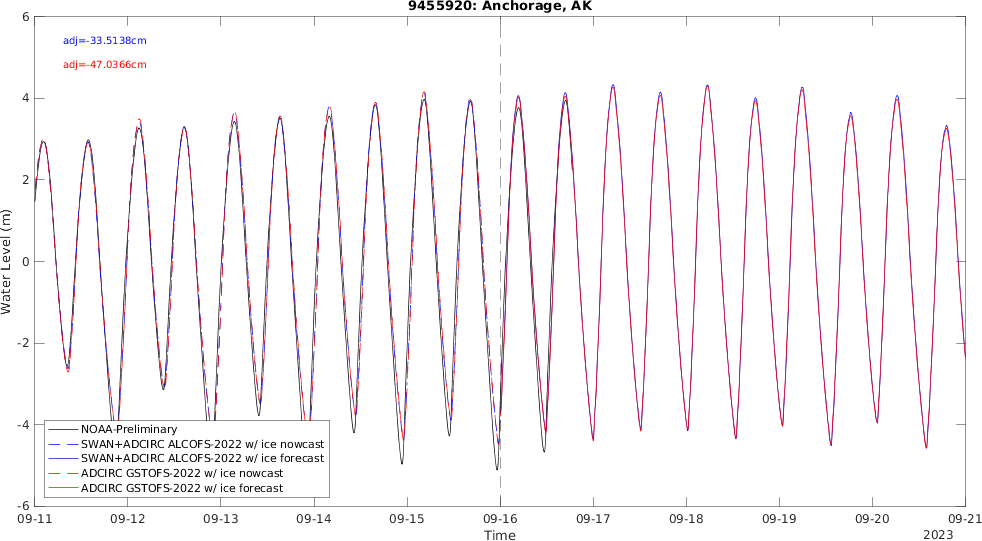 9455920: Anchorage, AK
adj=-33.5138cm
adj=-47.0366cm
Water Level (m)
6
4
2
0
-2
-4
-6
NOAA-Preliminary
SWAN+ADCIRC ALCOFS-2022 w/ ice nowcast
SWAN+ADCIRC ALCOFS-2022 w/ ice forecast
ADCIRC GSTOFS-2022 w/ ice nowcast
ADCIRC GSTOFS-2022 w/ ice forecast
09-11 09-12 09-13 09-14 09-15 09-16 09-17 09-18 09-19 09-20 09-21
Time
2023